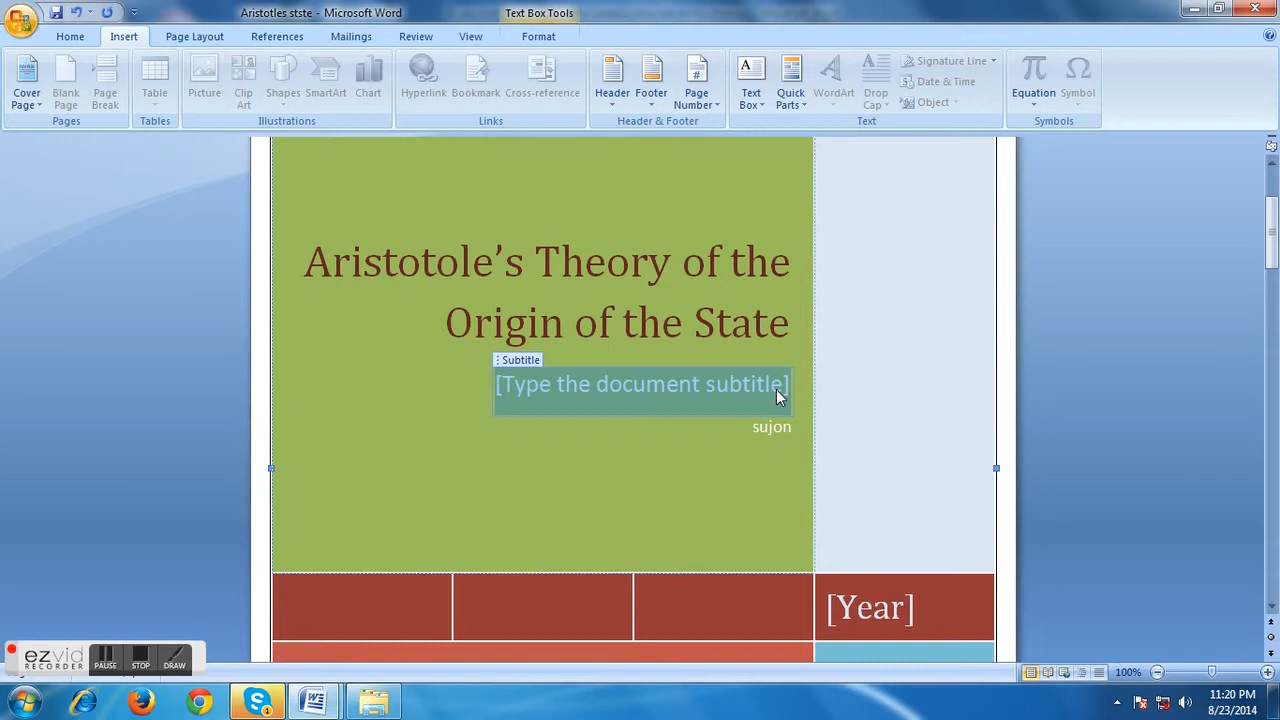 Aristotles stste - Microsoft Word
Text Box Tools
Home Insert Page Layout References Mailings Review View Format
Cover Page
Blank Page
Page Break
Table
Picture
Clip Art
Shapes
SmartArt
Chart
Hyperlink
Bookmark
Cross-reference
Header
Footer
Page Number
Text Box
Quick Parts
WordArt
Drop Cap
Signature Line
Date & Time
Object
Equation
Symbol
Pages Tables Illustrations Links Header & Footer Text Symbols
Aristotole’s Theory of the
Origin of the State
Subtitle
[Type the document subtitle]
sujon
[Year]
ezvid
RECORDER
PAUSE STOP DRAW
100%
11:20 PM
8/23/2014